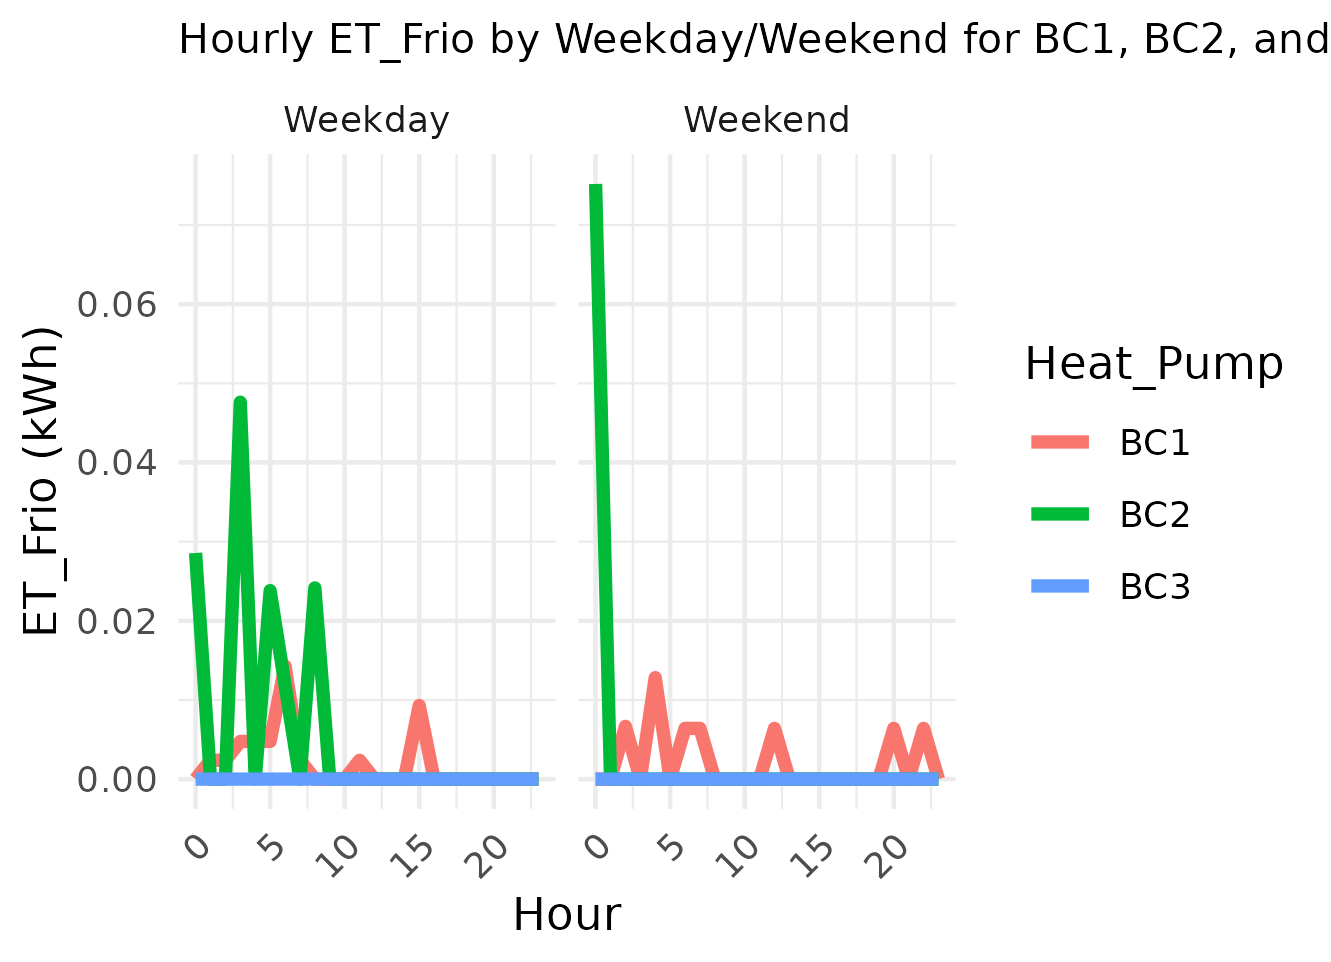 Hourly ET_Frio by Weekday/Weekend for BC1, BC2, and
Weekday
Weekend
ET_Frio (kWh)
0.06
0.04
0.02
0.00
0
5
10
15
20
0
5
10
15
20
Hour
Heat_Pump
BC1
BC2
BC3